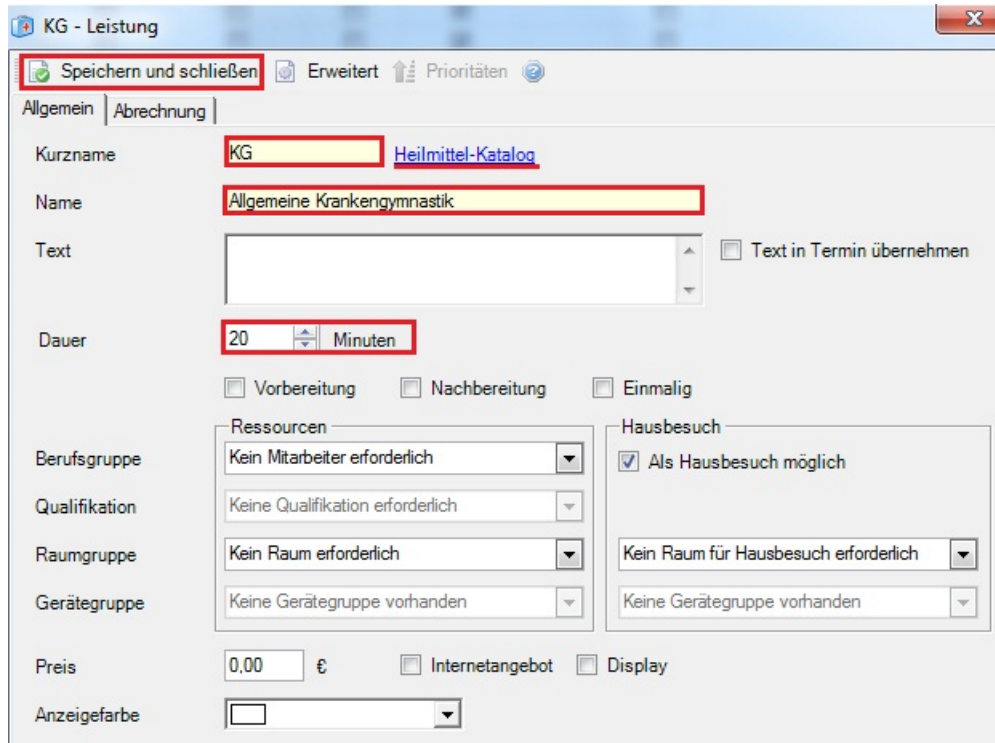 KG - Leistung
Speichern und schließen Erweitert Prioritäten
Allgemein Abrechnung
Kurzname KG Heilmittel-Katalog
Name Allgemeine Krankengymnastik
Text Text in Termin übernehmen
Dauer 20 Minuten
Vorbereitung Nachbereitung Einmalig
Ressourcen Hausbesuch
Berufsgruppe Kein Mitarbeiter erforderlich Als Hausbesuch möglich
Qualifikation Keine Qualifikation erforderlich
Raumgruppe Kein Raum erforderlich Kein Raum für Hausbesuch erforderlich
Gerätegruppe Keine Gerätegruppe vorhanden Keine Gerätegruppe vorhanden
Preis 0,00 € Internetangebot Display
Anzeigefarbe